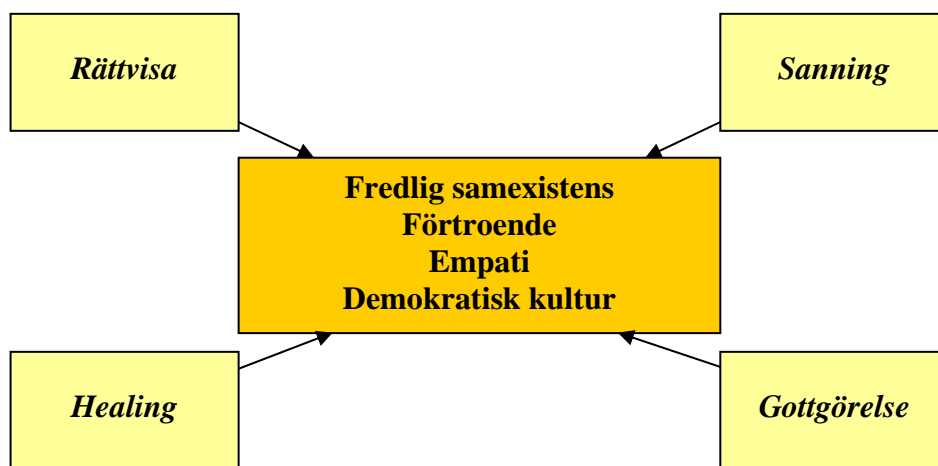 Rättvisa
Sanning
Fredlig samexistens
Förtroende
Empati
Demokratisk kultur
Healing
Gottgörelse